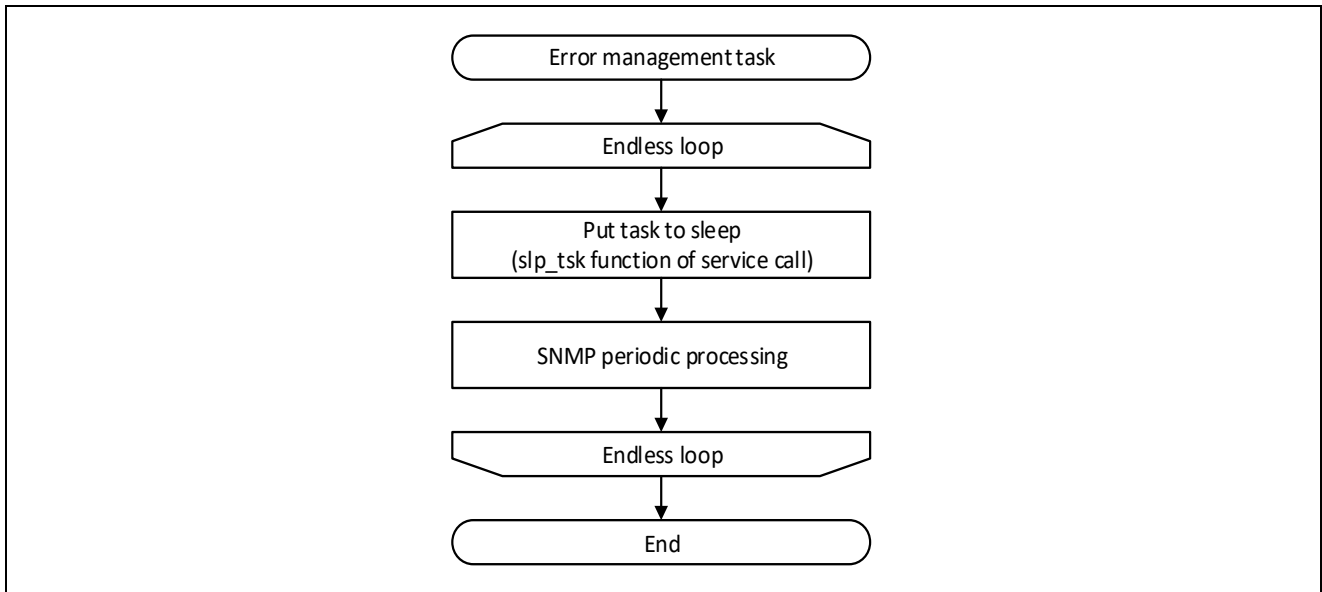 Error management task
Endless loop
Put task to sleep
(slp_tsk function of service call)
SNMP periodic processing
Endless loop
End